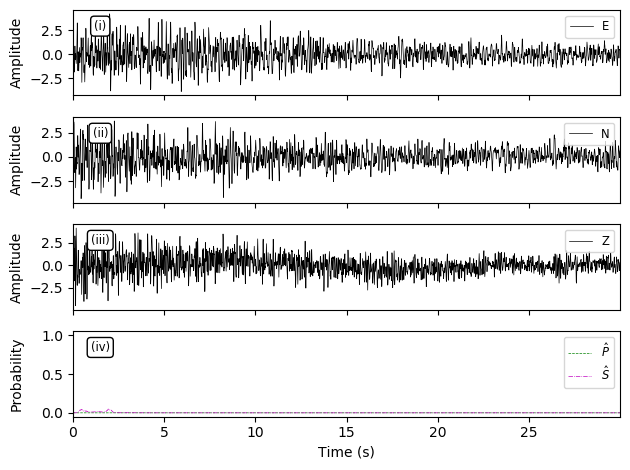 (i)
E
Amplitude
2.5
0.0
−2.5
(ii)
N
Amplitude
2.5
0.0
−2.5
(iii)
Z
Amplitude
2.5
0.0
−2.5
(iv)
P̂
Ŝ
Probability
1.0
0.5
0.0
0 5 10 15 20 25
Time (s)